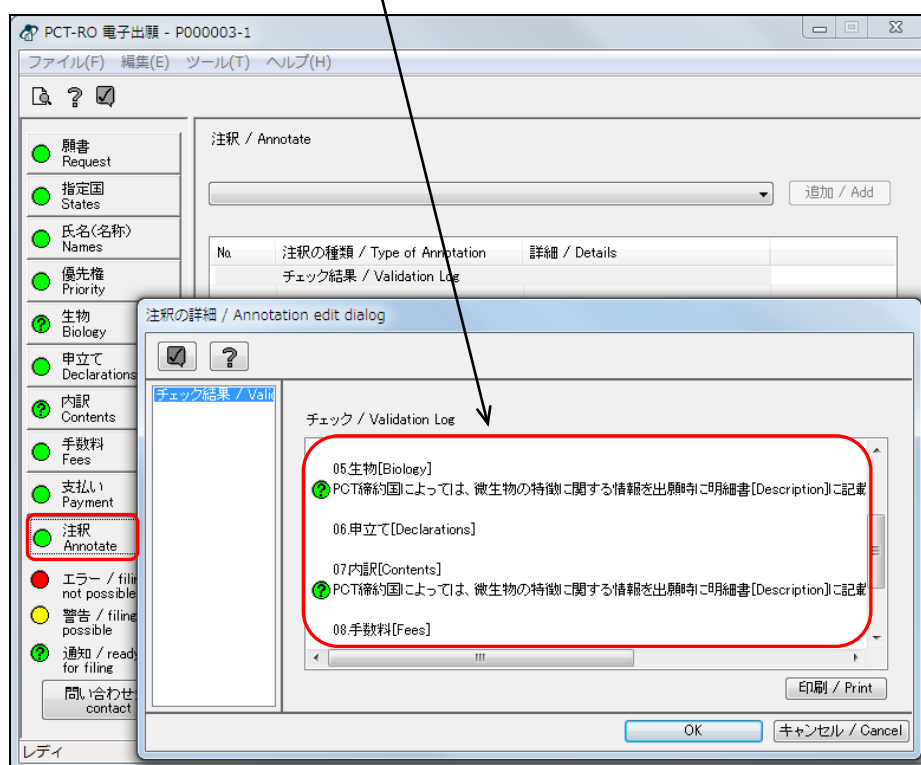 PCT-RO 電子出願 - P000003-1
ファイル(F) 編集(E) ツール(T) ヘルプ(H)
願書
Request
指定国
States
氏名(名称)
Names
優先権
Priority
生物
Biology
申立て
Declarations
内訳
Contents
手数料
Fees
支払い
Payment
注釈
Annotate
エラー / filin
not possible
警告 / filing
possible
通知 / ready
for filing
問い合わせ
contact
レディ
注釈 / Annotate
追加 / Add
No. 注釈の種類 / Type of Annotation 詳細 / Details
チェック結果 / Validation Log
注釈の詳細 / Annotation edit dialog
チェック結果 / Valid
チェック / Validation Log
05.生物[Biology]
PCT締約国によっては、微生物の特徴に関する情報を出願時に明細書[Description]に記載
06.申立て[Declarations]
07.内訳[Contents]
PCT締約国によっては、微生物の特徴に関する情報を出願時に明細書[Description]に記載
08.手数料[Fees]
印刷 / Print
OK
キャンセル / Cancel